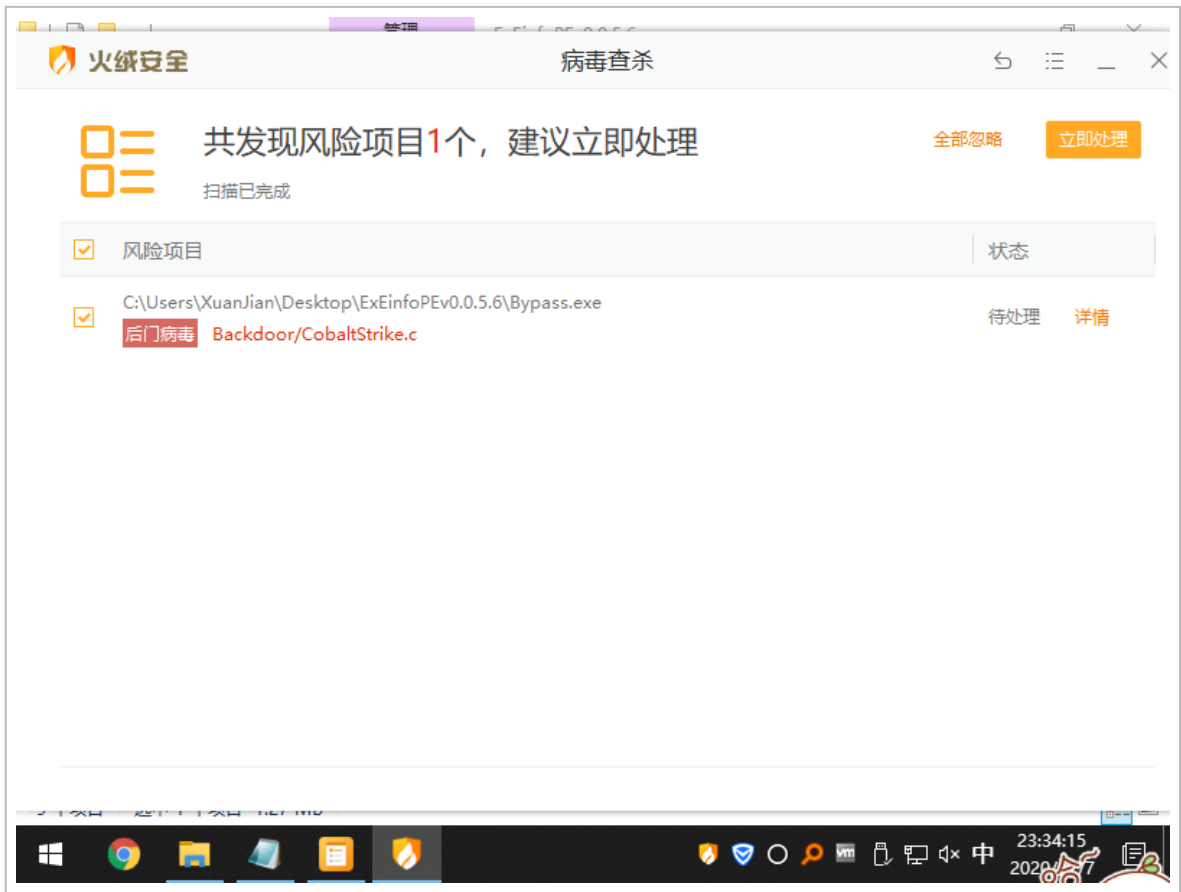 管理
火绒安全
病毒查杀
共发现风险项目1个，建议立即处理
全部忽略
立即处理
扫描已完成
风险项目
状态
C:\Users\XuanJian\Desktop\ExEinfoPEv0.0.5.6\Bypass.exe
后门病毒 Backdoor/CobaltStrike.c
待处理
详情
vm
中
23:34:15